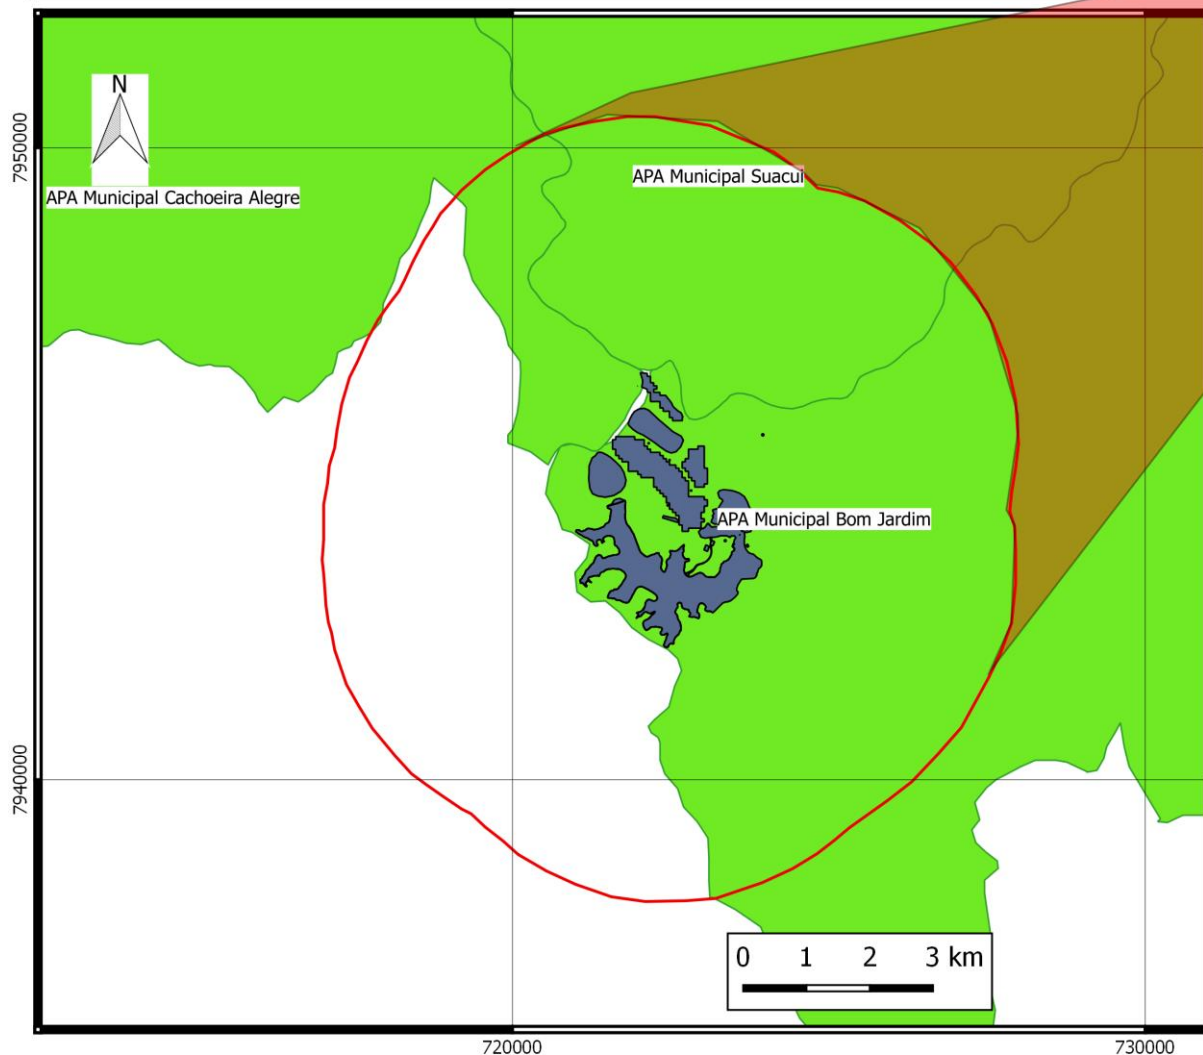 N
7950000
APA Municipal Suacuí
APA Municipal Cachoeira Alegre
APA Municipal Bom Jardim
7940000
0 1 2 3 km
720000 730000